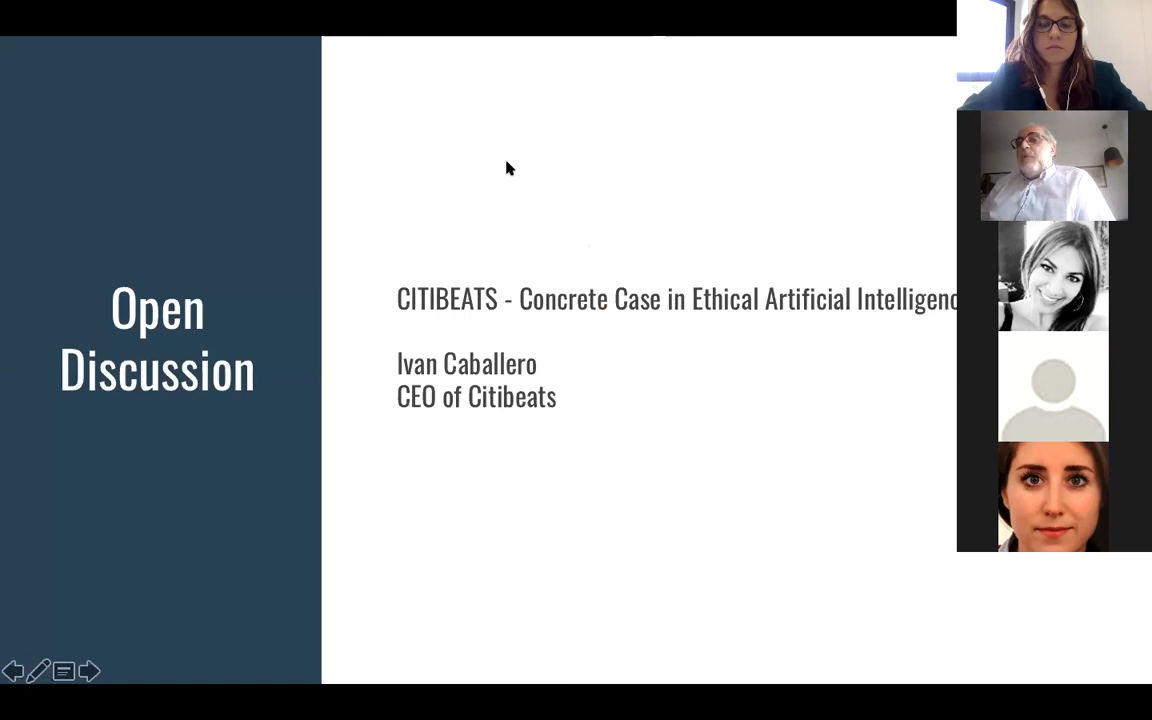 Open
Discussion
CITIBEATS - Concrete Case in Ethical Artificial Intelligenc
Ivan Caballero
CEO of Citibeats